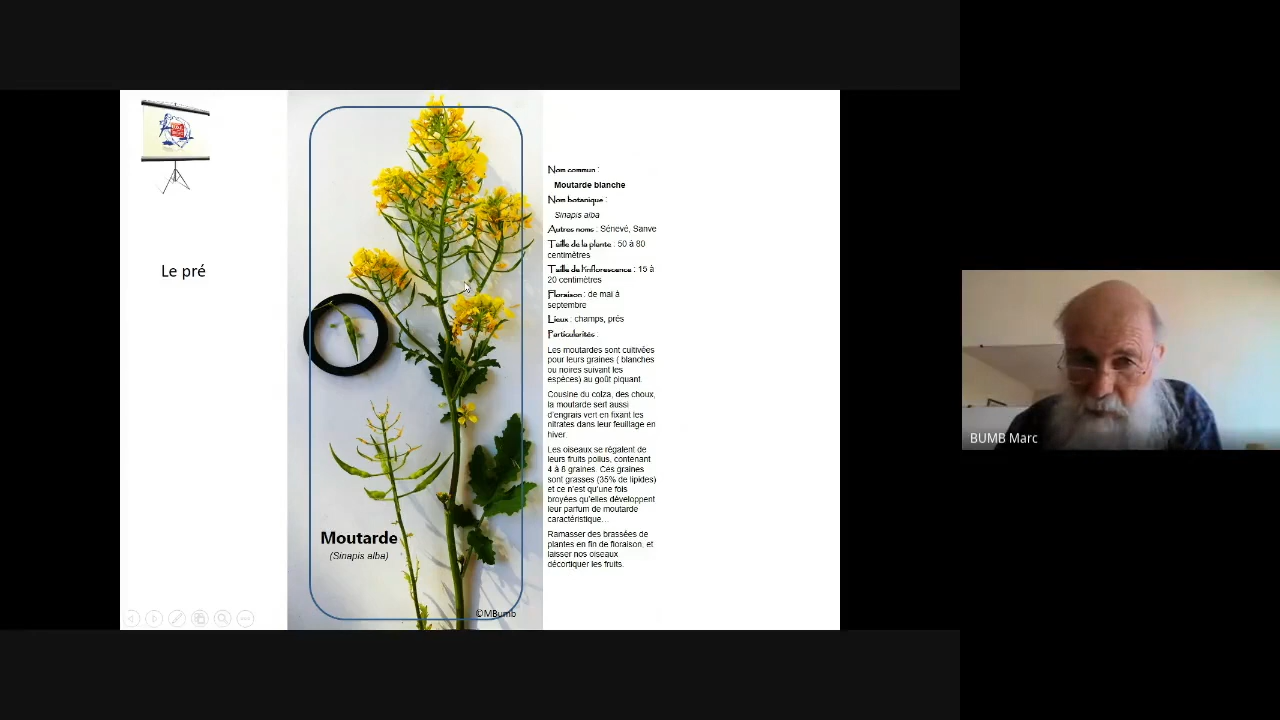 Le pré
Moutarde
(Sinapis alba)
©MBumb
Nom commun :
Moutarde blanche
Nom botanique :
Sinapis alba
Autres noms : Sénevé, Sanve
Taille de la plante : 50 à 80
centimètres
Taille de l'inflorescence : 15 à
20 centimètres
Floraison : de mai à
septembre
Lieux : champs, prés
Particularités :
Les moutardes sont cultivées
pour leurs graines ( blanches
ou noires suivant les
espèces) au goût piquant.
Cousine du colza, des choux,
la moutarde sert aussi
d'engrais vert en fixant les
nitrates dans leur feuillage en
hiver.
Les oiseaux se régalent de
leurs fruits poilus, contenant
4 à 8 graines. Ces graines
sont grasses (35% de lipides)
et ce n'est qu'une fois
broyées qu'elles développent
leur parfum de moutarde
caractéristique…
Ramasser des brassées de
plantes en fin de floraison, et
laisser nos oiseaux
décortiquer les fruits.
BUMB Marc